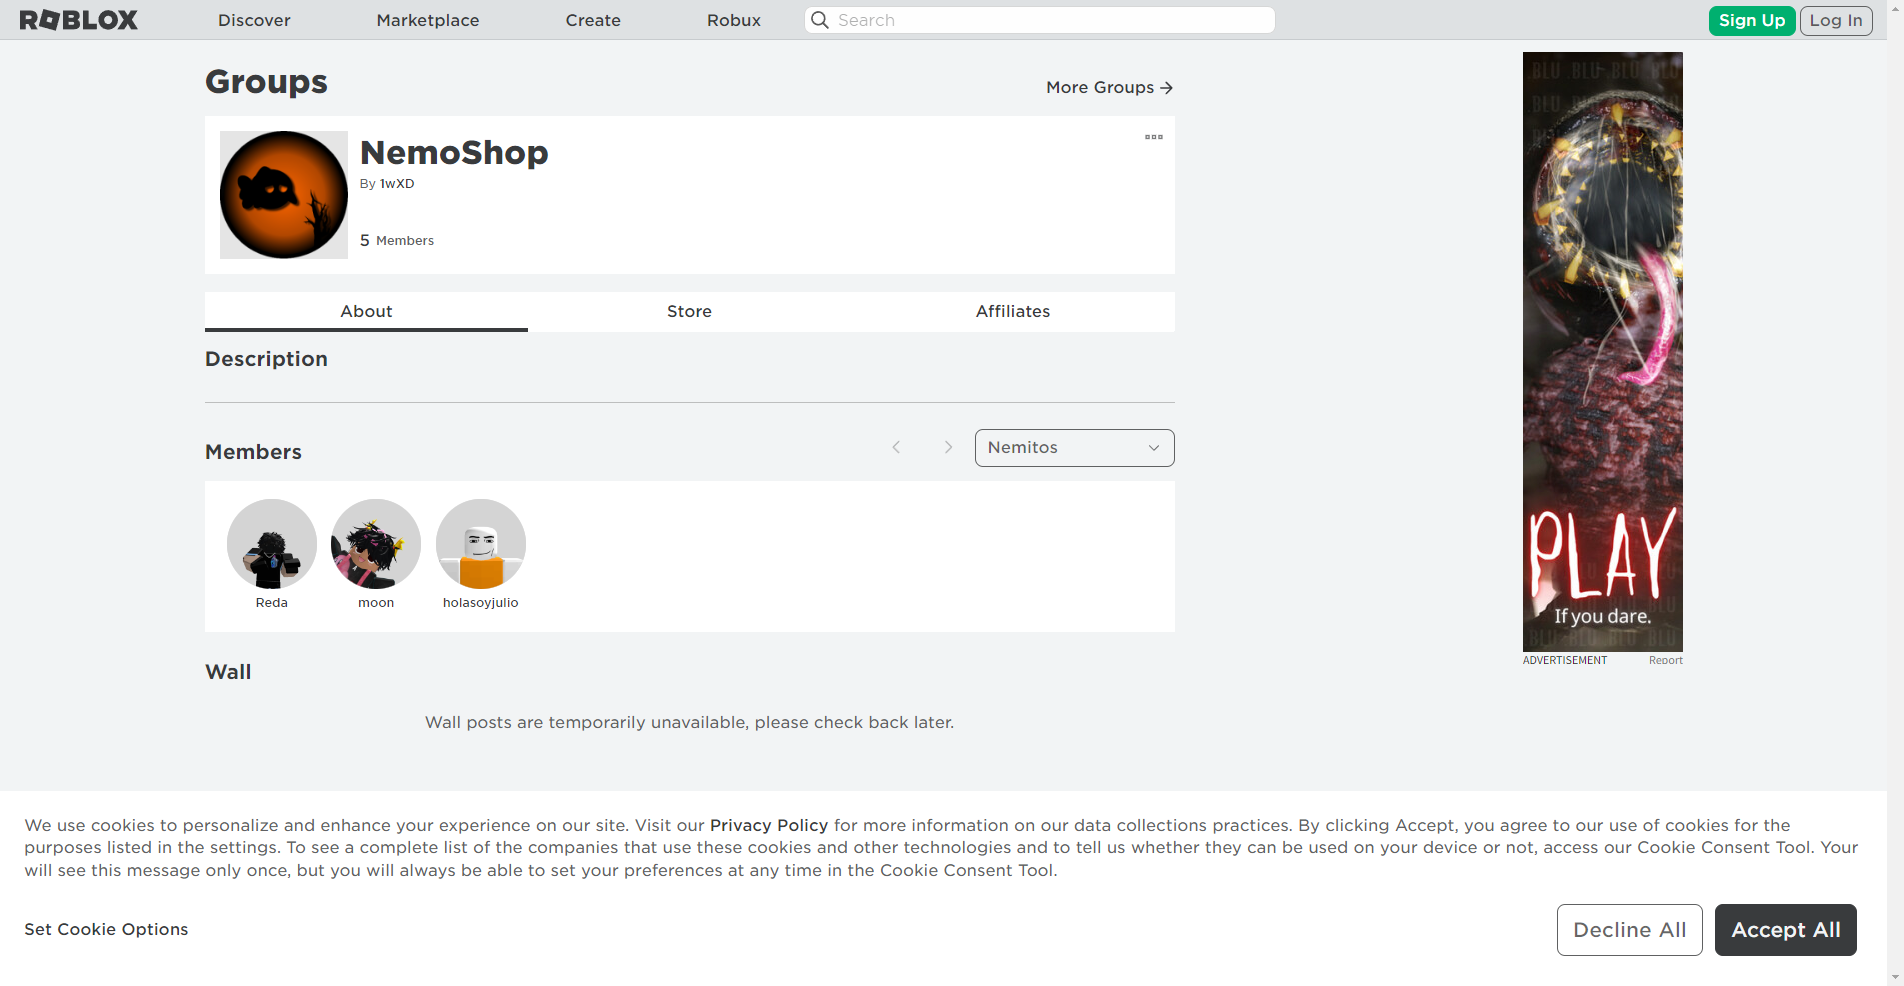 ROBLOX
Discover
Marketplace
Create
Robux
Search
Sign Up
Log In
Groups
More Groups
NemoShop
By 1wXD
5 Members
About
Store
Affiliates
Description
Members
Nemitos
Reda
moon
holasoyjulio
Wall
Wall posts are temporarily unavailable, please check back later.
BLU BLU BLU BLU
PLAY
If you dare.
BLU BLU BLU BLU
ADVERTISEMENT
Report
We use cookies to personalize and enhance your experience on our site. Visit our Privacy Policy for more information on our data collections practices. By clicking Accept, you agree to our use of cookies for the
purposes listed in the settings. To see a complete list of the companies that use these cookies and other technologies and to tell us whether they can be used on your device or not, access our Cookie Consent Tool. Your
will see this message only once, but you will always be able to set your preferences at any time in the Cookie Consent Tool.
Set Cookie Options
Decline All
Accept All